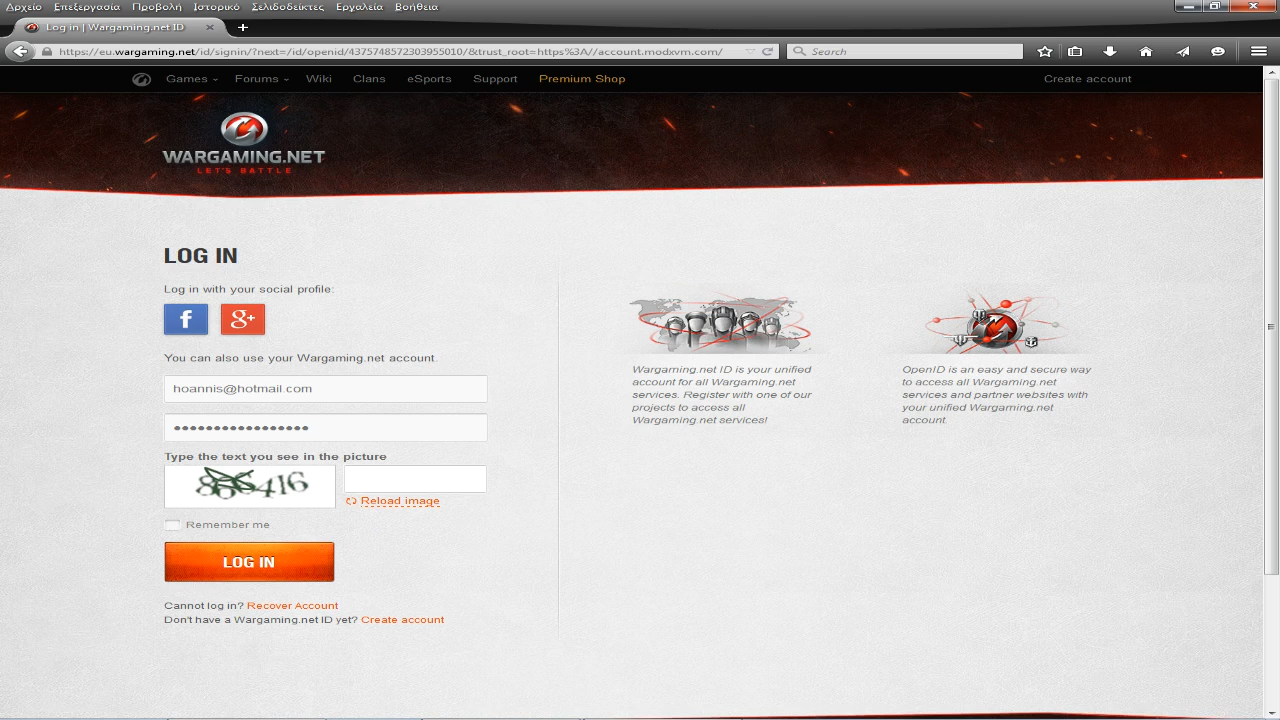 Αρχείο Επεξεργασία Προβολή Ιστορικό Σελιδοδείκτες Εργαλεία Βοήθεια
Log in | Wargaming.net ID
https://eu.wargaming.net/id/signin/?next=/id/openid/4375748572303955010/&trust_root=https%3A//account.modxvm.com/
Search
Games Forums Wiki Clans eSports Support Premium Shop Create account
WARGAMING.NET
LET'S BATTLE
LOG IN
Log in with your social profile:
f g+
You can also use your Wargaming.net account.
hoannis@hotmail.com
Type the text you see in the picture
416
Reload image
Remember me
LOG IN
Cannot log in? Recover Account
Don't have a Wargaming.net ID yet? Create account
Wargaming.net ID is your unified
account for all Wargaming.net
services. Register with one of our
projects to access all
Wargaming.net services!
OpenID is an easy and secure way
to access all Wargaming.net
services and partner websites with
your unified Wargaming.net
account.